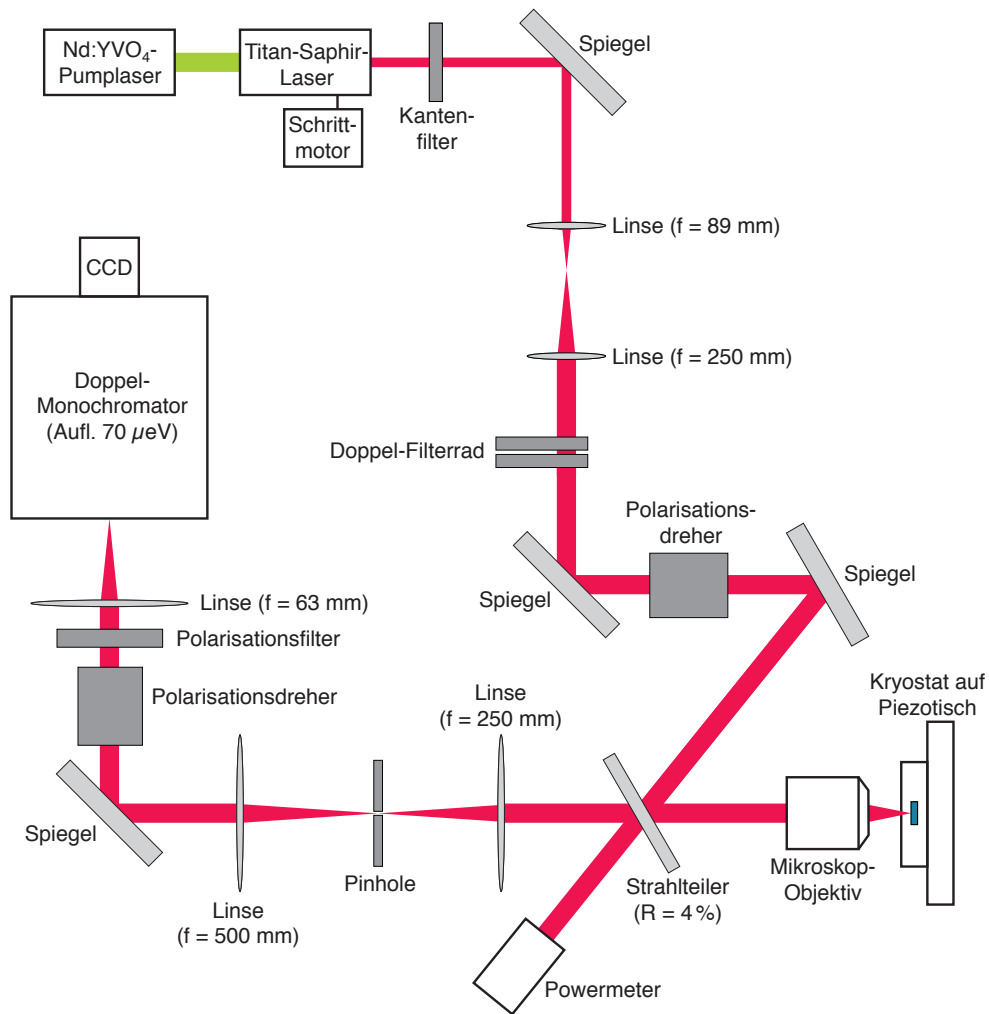 Nd:YVO4-
Pumplaser
Titan-Saphir-
Laser
Schritt-
motor
Kanten-
filter
Spiegel
Linse (f = 89 mm)
CCD
Linse (f = 250 mm)
Doppel-
Monochromator
(Aufl. 70 µeV)
Doppel-Filterrad
Polarisations-
dreher
Spiegel
Spiegel
Linse (f = 63 mm)
Polarisationsfilter
Polarisationsdreher
Linse
(f = 250 mm)
Kryostat auf
Piezotisch
Spiegel
Pinhole
Linse
(f = 500 mm)
Strahlteiler
(R = 4 %)
Mikroskop-
Objektiv
Powermeter